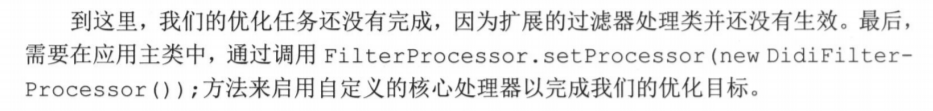 到这里，我们的优化任务还没有完成，因为扩展的过滤器处理类并还没有生效。最后，
需要在应用主类中，通过调用 FilterProcessor.setProcessor(new DidiFilter-
Processor());方法来启用自定义的核心处理器以完成我们的优化目标。